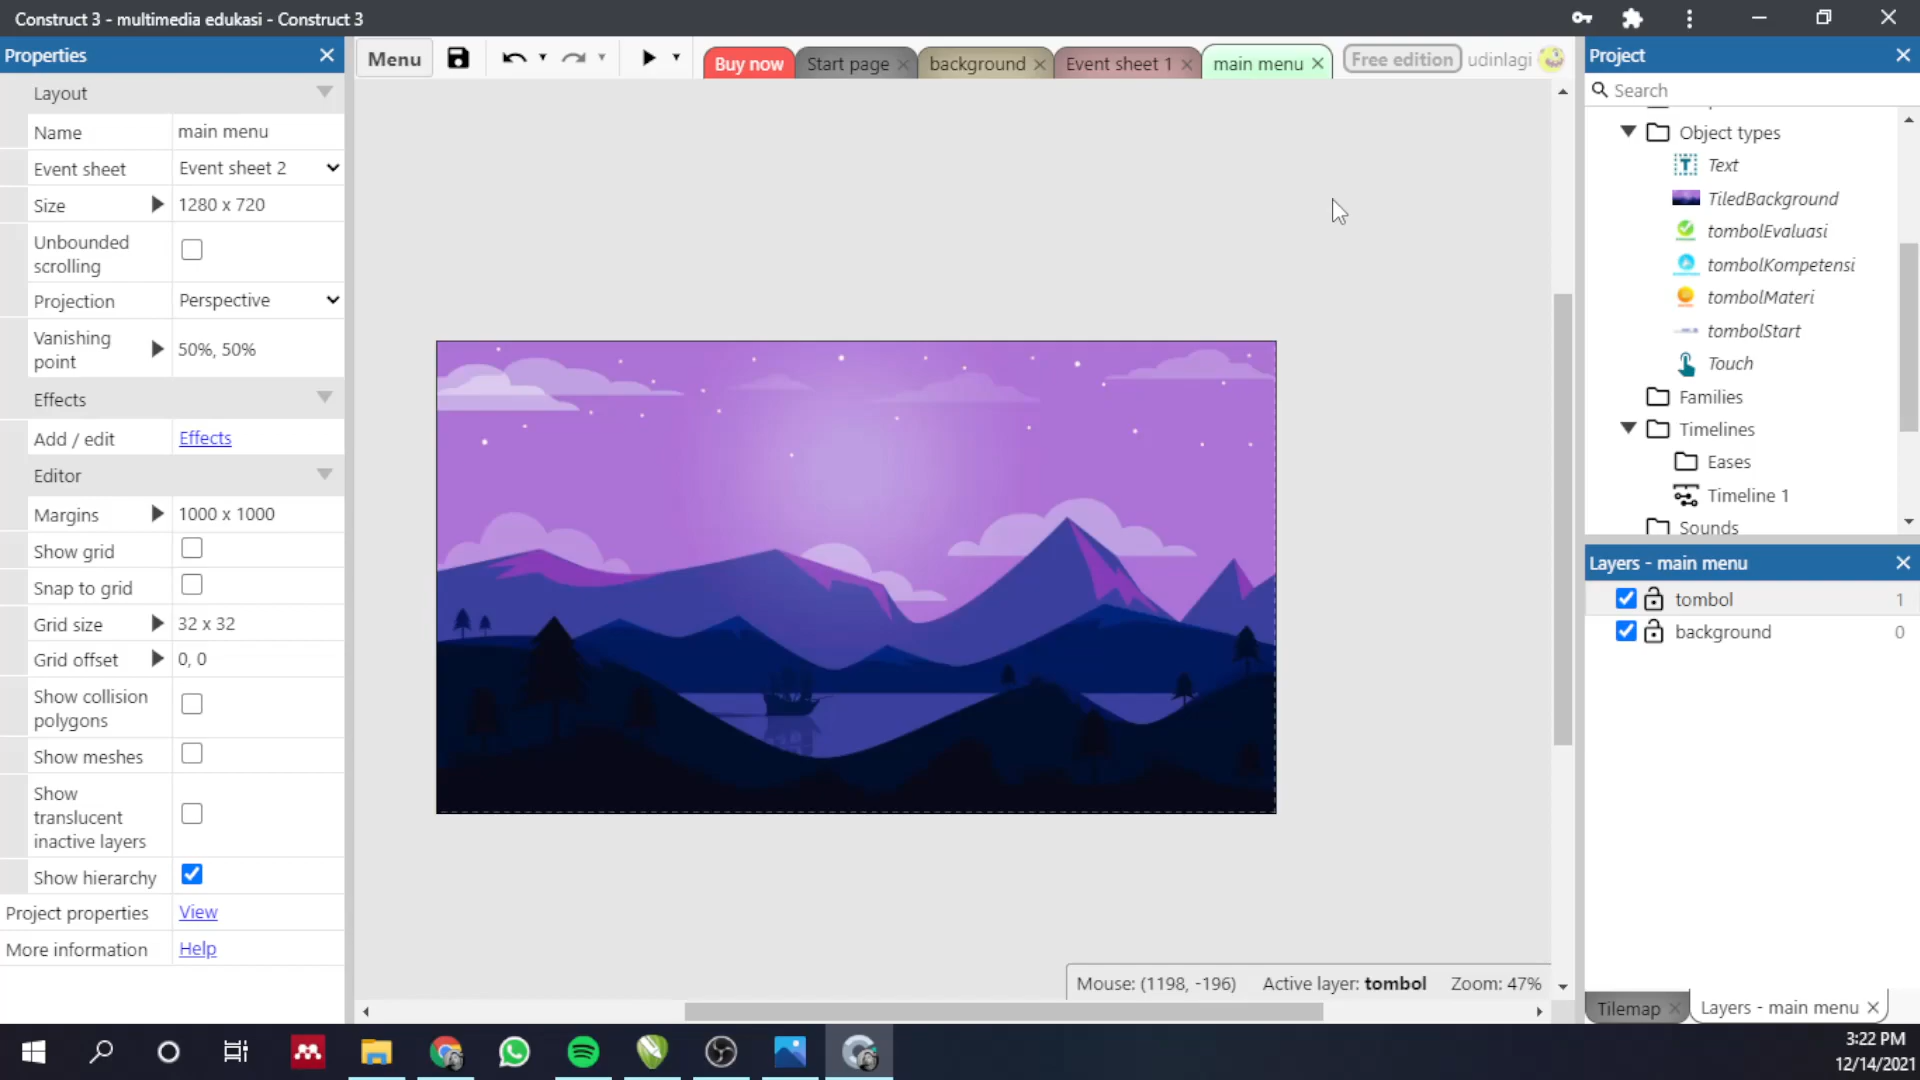 Construct 3 - multimedia edukasi - Construct 3
Properties
Layout
Name main menu
Event sheet Event sheet 2
Size 1280 x 720
Unbounded
scrolling
Projection Perspective
Vanishing
point 50%, 50%
Effects
Add / edit Effects
Editor
Margins 1000 x 1000
Show grid
Snap to grid
Grid size 32 x 32
Grid offset 0, 0
Show collision
polygons
Show meshes
Show
translucent
inactive layers
Show hierarchy
Project properties View
More information Help
Menu
Buy now
Start page
background
Event sheet 1
main menu
Free edition
udinlagi
Mouse: (1198, -196) Active layer: tombol Zoom: 47%
Project
Search
Object types
Text
TiledBackground
tombolEvaluasi
tombolKompetensi
tombolMateri
tombolStart
Touch
Families
Timelines
Eases
Timeline 1
Sounds
Layers - main menu
tombol 1
background 0
Tilemap
Layers - main menu
3:22 PM
12/14/2021